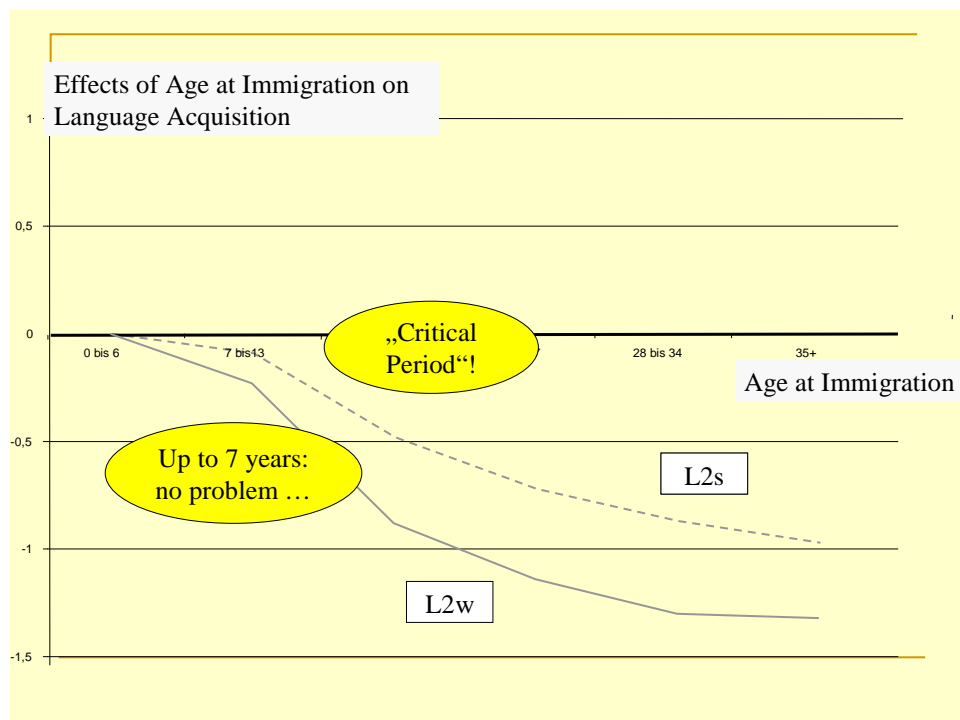 Effects of Age at Immigration on
Language Acquisition
1
0,5
0
0 bis 6
7 bis13
28 bis 34
35+
„Critical
Period“!
Age at Immigration
-0,5
Up to 7 years:
no problem …
L2s
-1
L2w
-1,5